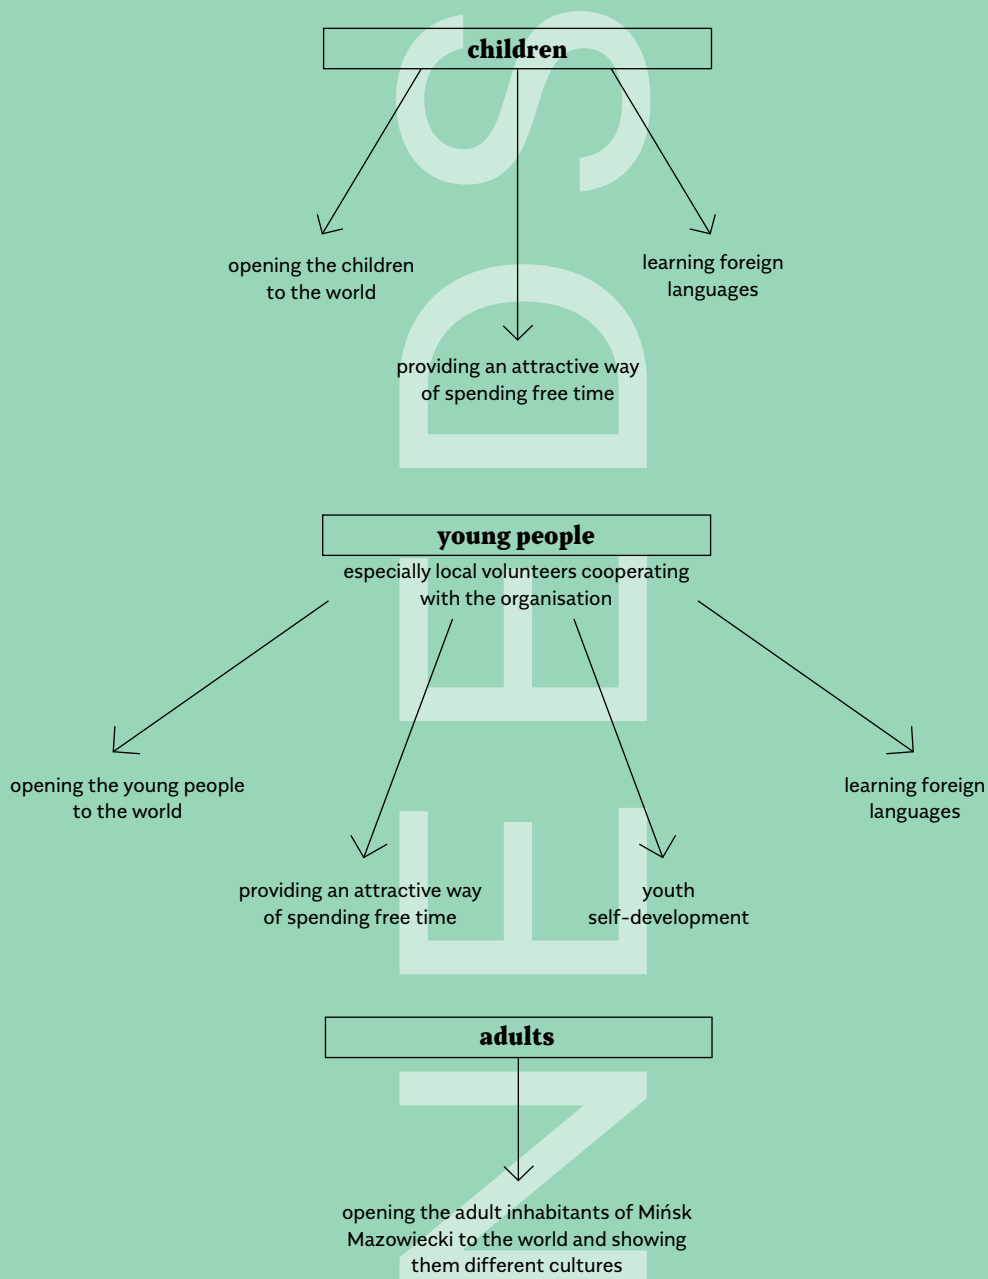 children
opening the children
to the world
learning foreign
languages
providing an attractive way
of spending free time
young people
especially local volunteers cooperating
with the organisation
opening the young people
to the world
learning foreign
languages
providing an attractive way
of spending free time
youth
self-development
adults
opening the adult inhabitants of Mińsk
Mazowiecki to the world and showing
them different cultures
NEEDS